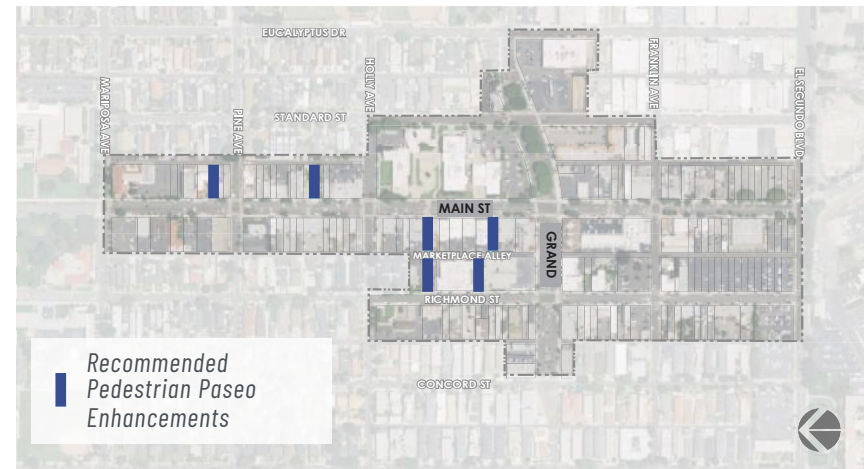 EUCALYPTUS DR
MARIPOSA AVE
PINE AVE
HOLLY AVE
FRANKLIN AVE
EL SEGUNDO BLVD
STANDARD ST
MAIN ST
GRAND
MARKETPLACE ALLEY
RICHMOND ST
CONCORD ST
Recommended
Pedestrian Paseo
Enhancements